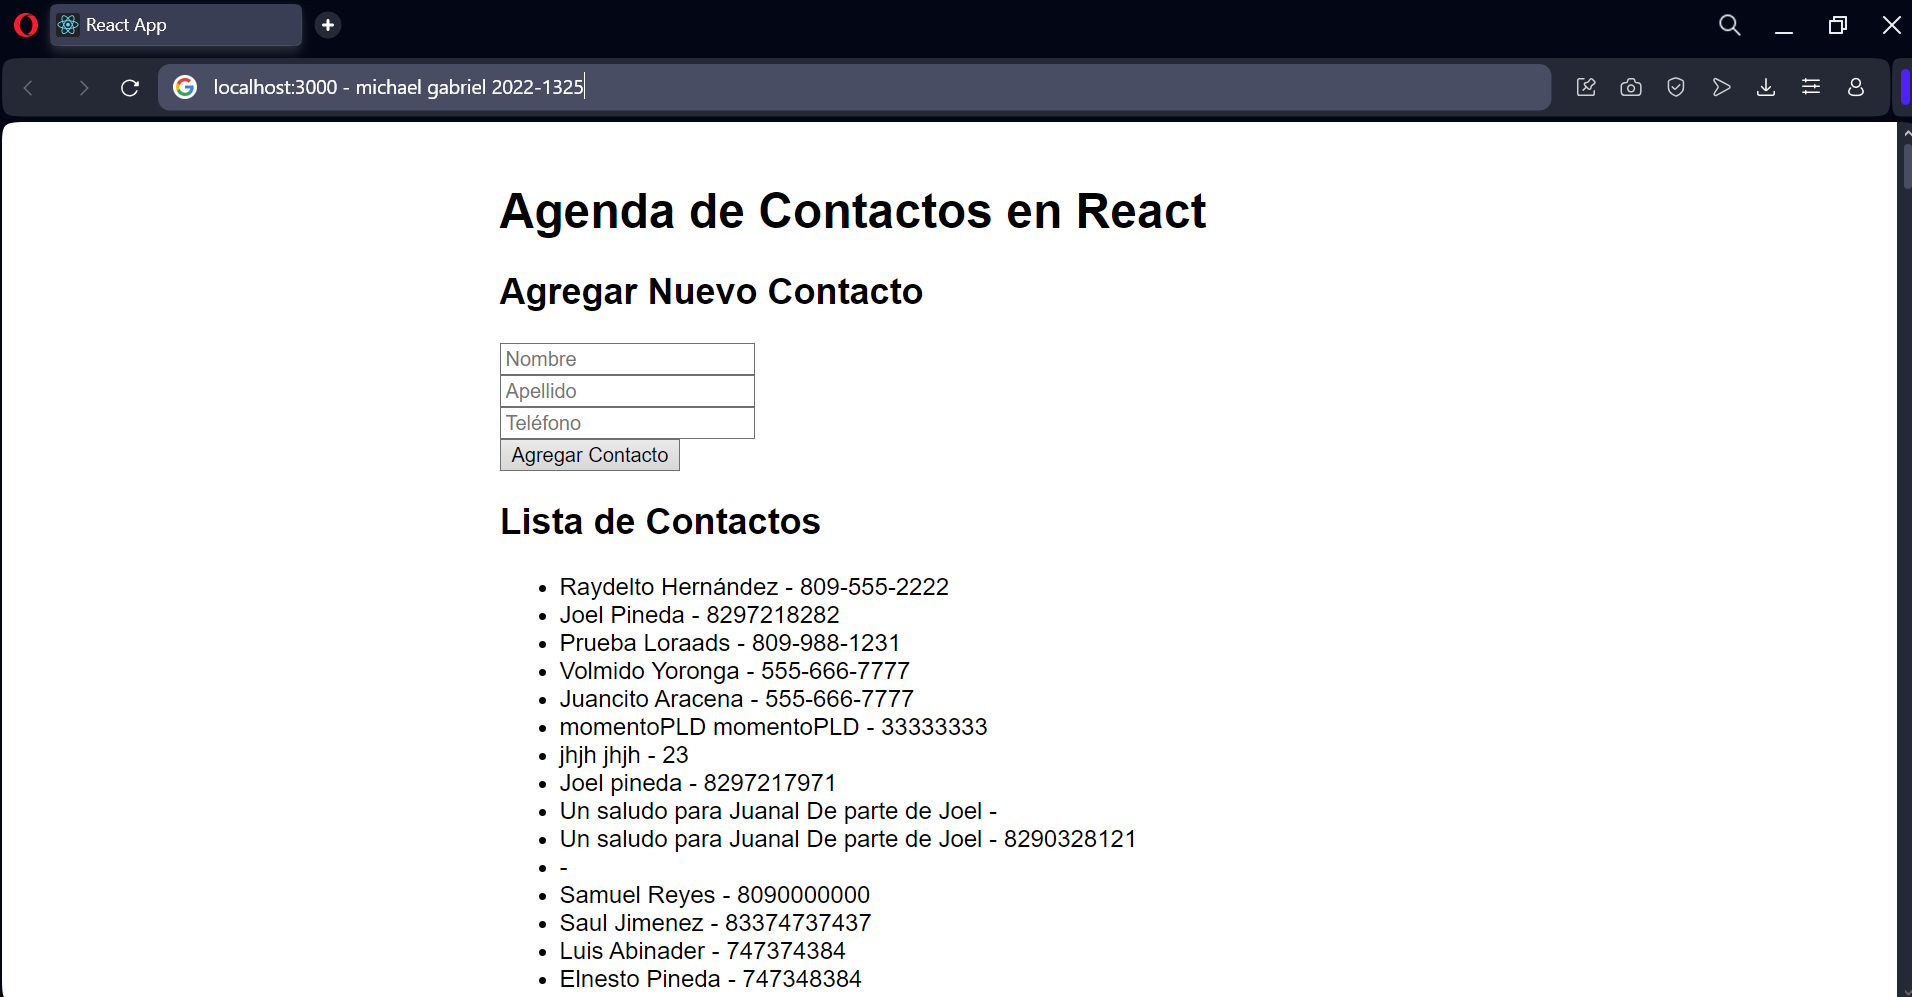 React App
localhost:3000 - michael gabriel 2022-1325
Agenda de Contactos en React
Agregar Nuevo Contacto
Nombre
Apellido
Teléfono
Agregar Contacto
Lista de Contactos
Raydelto Hernández - 809-555-2222
Joel Pineda - 8297218282
Prueba Loraads - 809-988-1231
Volmido Yoronga - 555-666-7777
Juancito Aracena - 555-666-7777
momentoPLD momentoPLD - 33333333
jhjh jhjh - 23
Joel pineda - 8297217971
Un saludo para Juanal De parte de Joel -
Un saludo para Juanal De parte de Joel - 8290328121
-
Samuel Reyes - 8090000000
Saul Jimenez - 83374737437
Luis Abinader - 747374384
Elnesto Pineda - 747348384